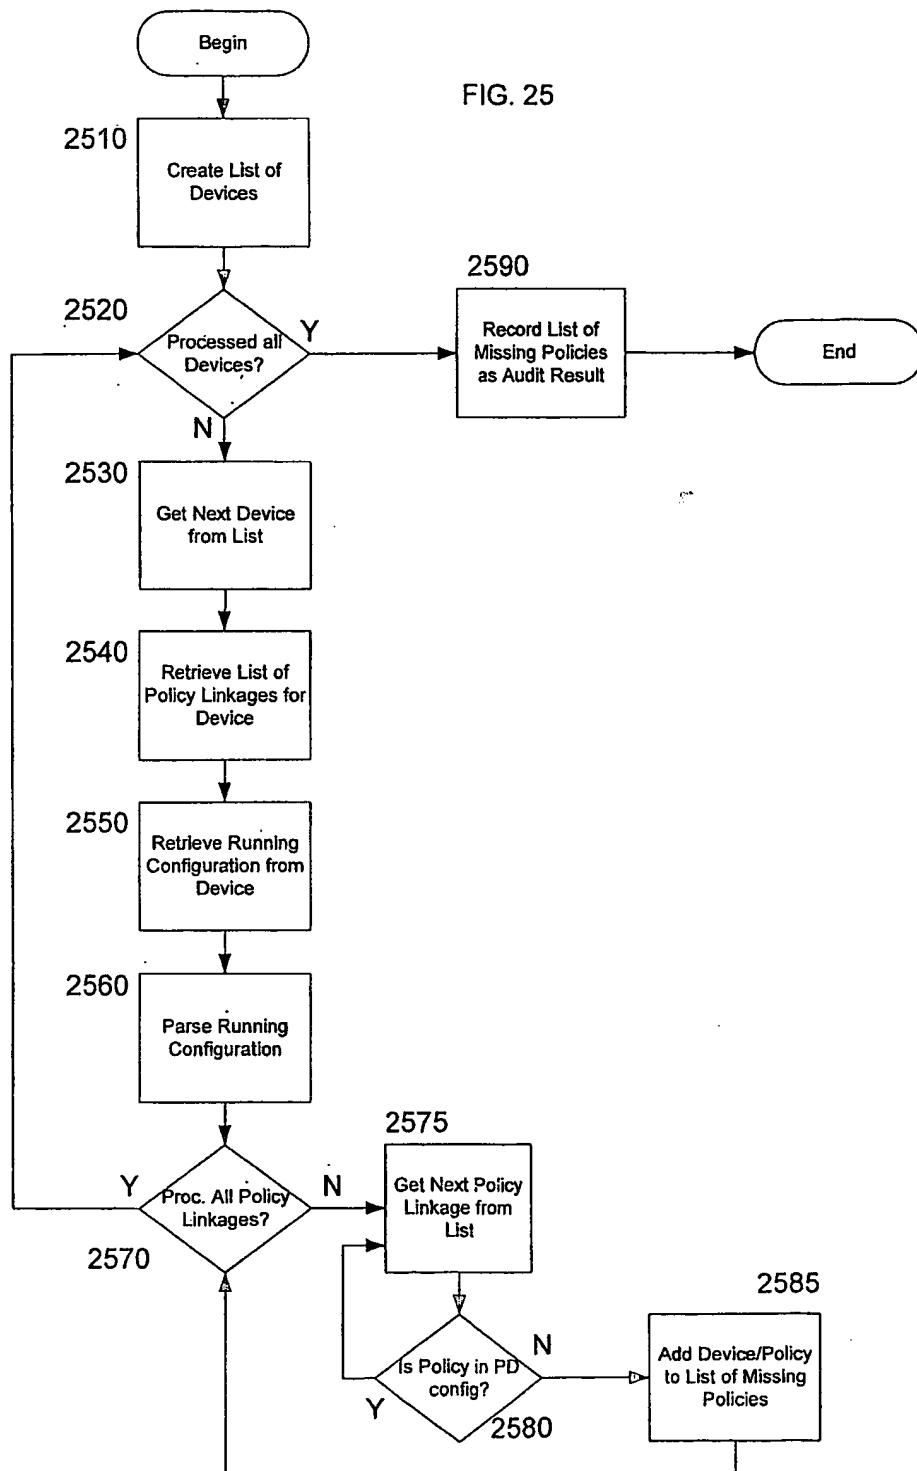 Begin
FIG. 25
2510
Create List of
Devices
2590
2520
Processed all
Devices?
Y
Record List of
Missing Policies
as Audit Result
End
N
2530
Get Next Device
from List
2540
Retrieve List of
Policy Linkages for
Device
2550
Retrieve Running
Configuration from
Device
2560
Parse Running
Configuration
2575
Y
Proc. All Policy
Linkages?
N
Get Next Policy
Linkage from
List
2570
2585
Is Policy in PD
config?
N
Y
2580
Add Device/Policy
to List of Missing
Policies